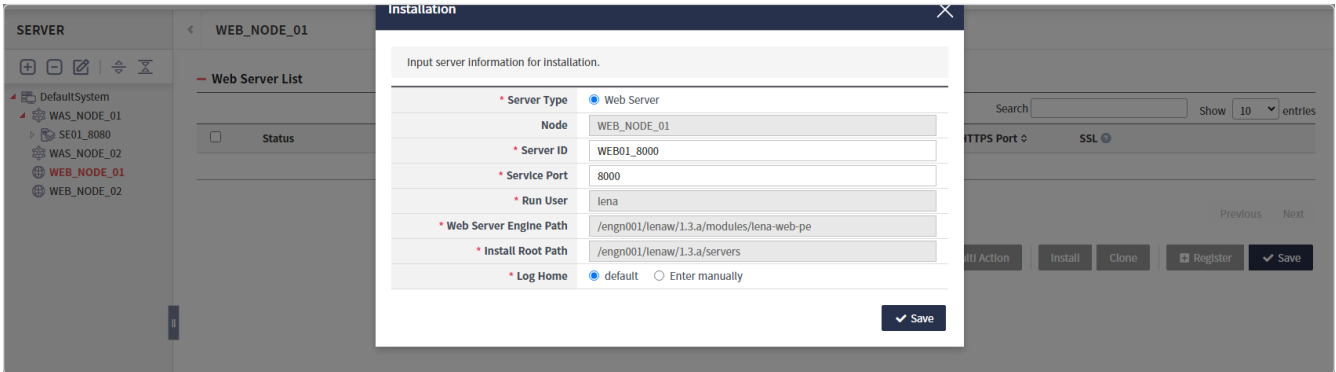 SERVER
WEB_NODE_01
Installation
Input server information for installation.
Web Server List
DefaultSystem
WAS_NODE_01
SE01_8080
WAS_NODE_02
WEB_NODE_01
WEB_NODE_02
* Server Type Web Server
Node WEB_NODE_01
* Server ID WEB01_8000
* Service Port 8000
* Run User lena
* Web Server Engine Path /engn001/lenaw/1.3.a/modules/lena-web-pe
* Install Root Path /engn001/lenaw/1.3.a/servers
* Log Home default Enter manually
Save
Search Show 10 entries
Status HTTPS Port SSL
Previous Next
Action Install Clone Register Save